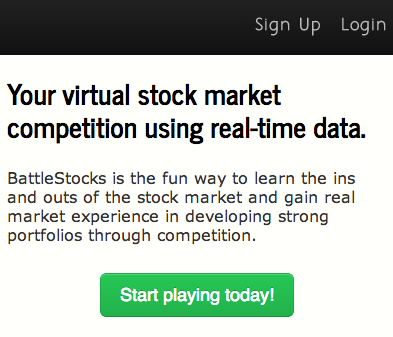 Sign Up Login
Your virtual stock market
competition using real-time data.
BattleStocks is the fun way to learn the ins
and outs of the stock market and gain real
market experience in developing strong
portfolios through competition.
Start playing today!